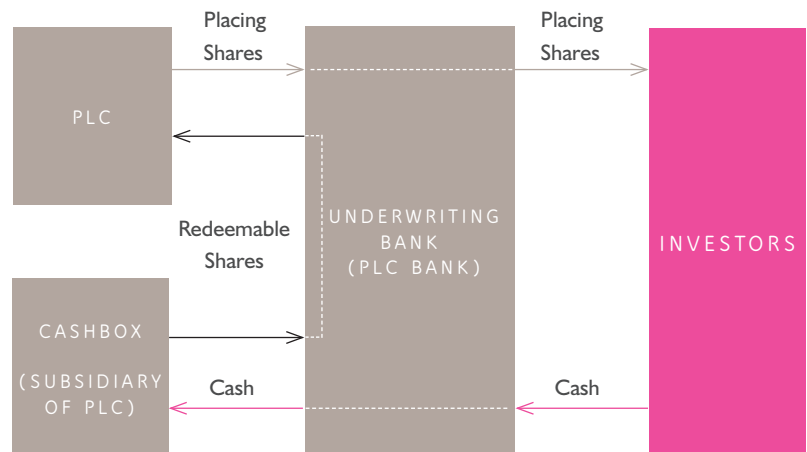 Placing
Shares
Placing
Shares
PLC
Redeemable
Shares
UNDERWRITING
BANK
(PLC BANK)
INVESTORS
CASHBOX
(SUBSIDIARY
OF PLC)
Cash
Cash